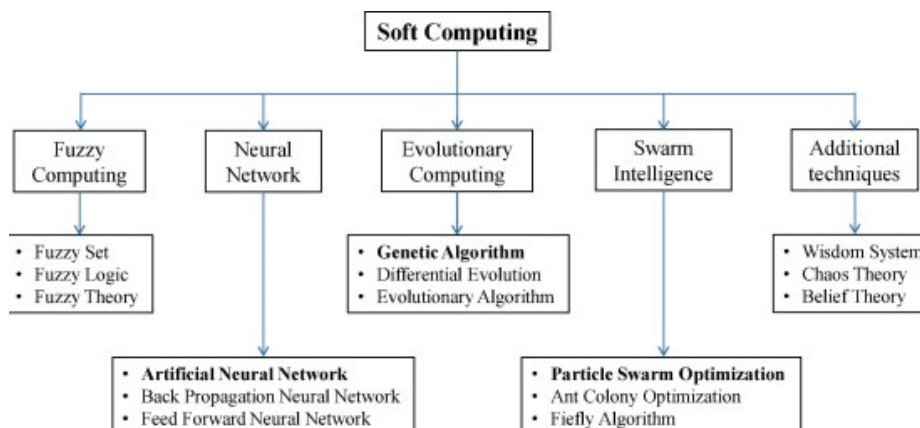 Soft Computing
Fuzzy
Computing
Neural
Network
Evolutionary
Computing
Swarm
Intelligence
Additional
techniques
• Fuzzy Set
• Fuzzy Logic
• Fuzzy Theory
• Genetic Algorithm
• Differential Evolution
• Evolutionary Algorithm
• Wisdom System
• Chaos Theory
• Belief Theory
• Artificial Neural Network
• Back Propagation Neural Network
• Feed Forward Neural Network
• Particle Swarm Optimization
• Ant Colony Optimization
• Fiefly Algorithm